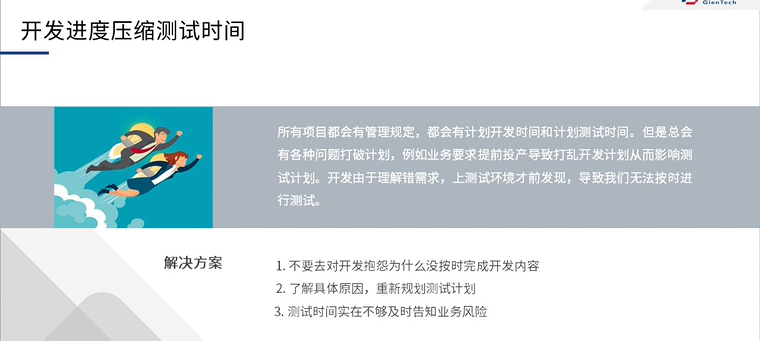 GienTech
开发进度压缩测试时间
所有项目都会有管理规定，都会有计划开发时间和计划测试时间。但是总会
有各种问题打破计划，例如业务要求提前投产导致打乱开发计划从而影响测
试计划。开发由于理解错需求，上测试环境才前发现，导致我们无法按时进
行测试。
解决方案
1. 不要去对开发抱怨为什么没按时完成开发内容
2. 了解具体原因，重新规划测试计划
3. 测试时间实在不够及时告知业务风险